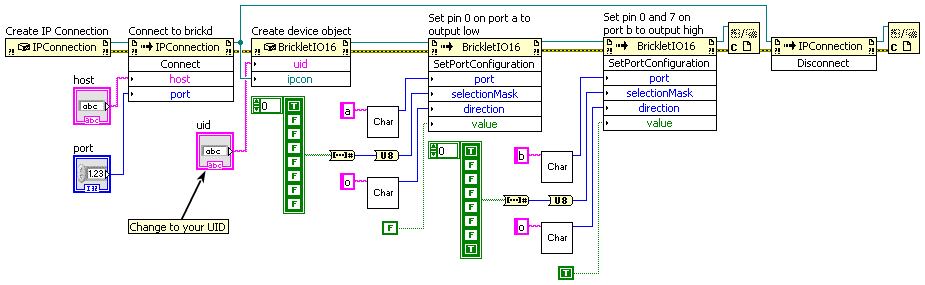 Create IP Connection
IPConnection
Connect to brickd
IPConnection
Connect
host
port
host
abc
abc
port
1.23
I32
Create device object
BrickletIO16
uid
ipcon
uid
abc
abc
Change to your UID
0
T
F
F
F
F
F
F
F
[···]#
U8
a
Char
o
Char
F
Set pin 0 on port a to
output low
BrickletIO16
SetPortConfiguration
port
selectionMask
direction
value
0
T
F
F
F
F
F
F
T
[···]#
U8
b
Char
o
Char
T
Set pin 0 and 7 on
port b to output high
BrickletIO16
SetPortConfiguration
port
selectionMask
direction
value
C
IPConnection
Disconnect
C